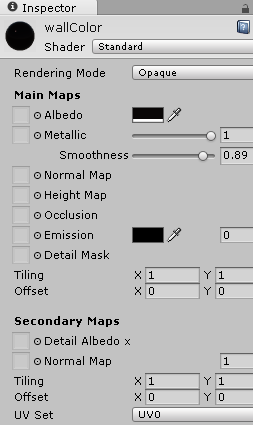 Inspector
wallColor
Shader Standard
Rendering Mode Opaque
Main Maps
Albedo
Metallic 1
Smoothness 0.89
Normal Map
Height Map
Occlusion
Emission 0
Detail Mask
Tiling X 1 Y 1
Offset X 0 Y 0
Secondary Maps
Detail Albedo x
Normal Map 1
Tiling X 1 Y 1
Offset X 0 Y 0
UV Set UV0